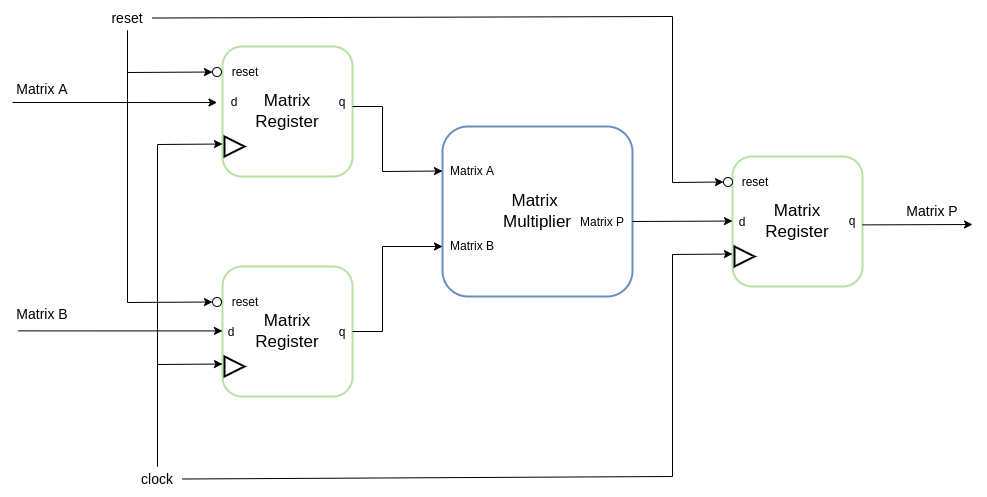 reset
Matrix A
reset
d
Matrix
Register
q
Matrix B
reset
d
Matrix
Register
q
clock
Matrix A
Matrix
Multiplier
Matrix P
Matrix B
reset
d
Matrix
Register
q
Matrix P